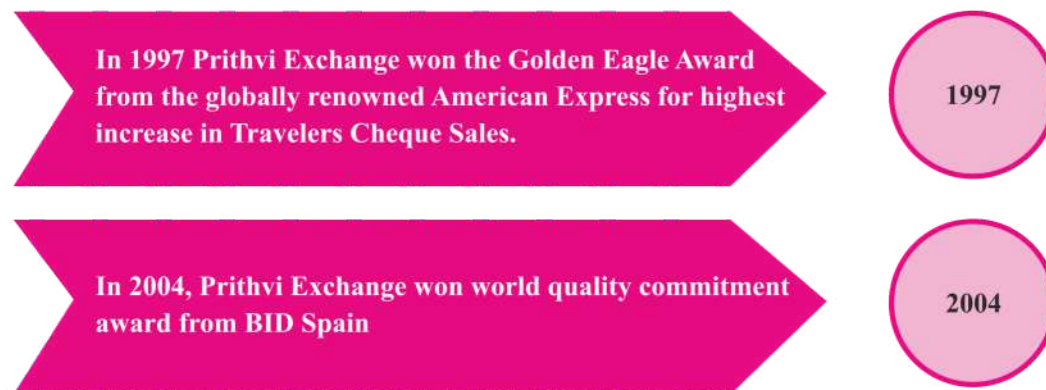 In 1997 Prithvi Exchange won the Golden Eagle Award
from the globally renowned American Express for highest
increase in Travelers Cheque Sales.
1997
In 2004, Prithvi Exchange won world quality commitment
award from BID Spain
2004